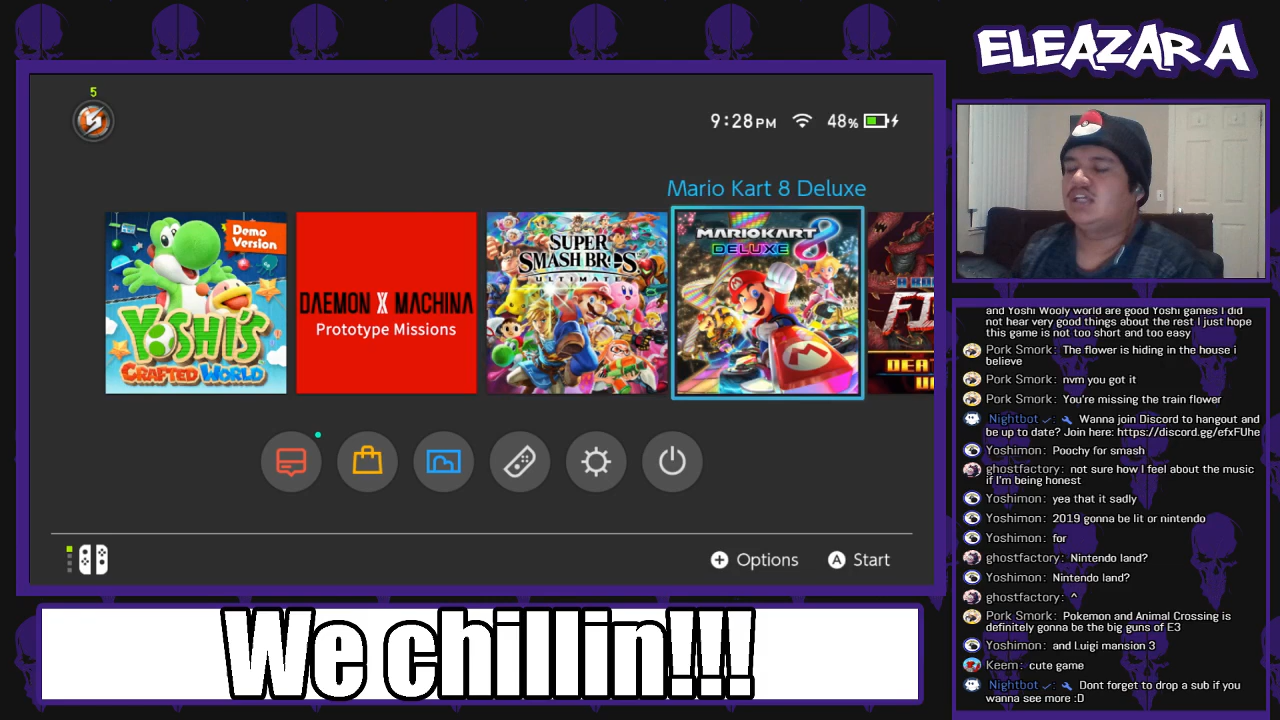 ELEAZAR A
5
9:28 PM 48%
Mario Kart 8 Deluxe
Demo
Version
YOSHI'S
CRAFTED WORLD
DAEMON X MACHINA
Prototype Missions
SUPER
SMASH BROS.
ULTIMATE
MARIOKART 8
DELUXE
Options
Start
We chillin!!!
and Yoshi Wooly world are good Yoshi games I did
not hear very good things about the rest I just hope
this game is not too short and too easy
Pork Smork: The flower is hiding in the house i
believe
Pork Smork: nvm you got it
Pork Smork: You're missing the train flower
Nightbot: Wanna join Discord to hangout and
be up to date? Join here: https://discord.gg/efxFUhe
Yoshimon: Poochy for smash
ghostfactory: not sure how I feel about the music
if I'm being honest
Yoshimon: yea that it sadly
Yoshimon: 2019 gonna be lit or nintendo
Yoshimon: for
ghostfactory: Nintendo land?
Yoshimon: Nintendo land?
ghostfactory: ^
Pork Smork: Pokemon and Animal Crossing is
definitely gonna be the big guns of E3
Yoshimon: and Luigi mansion 3
Keem: cute game
Nightbot: Dont forget to drop a sub if you
wanna see more :D